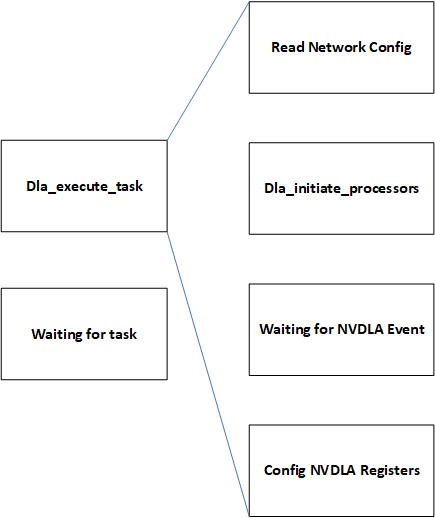 Read Network Config
Dla_execute_task
Dla_initiate_processors
Waiting for task
Waiting for NVDLA Event
Config NVDLA Registers